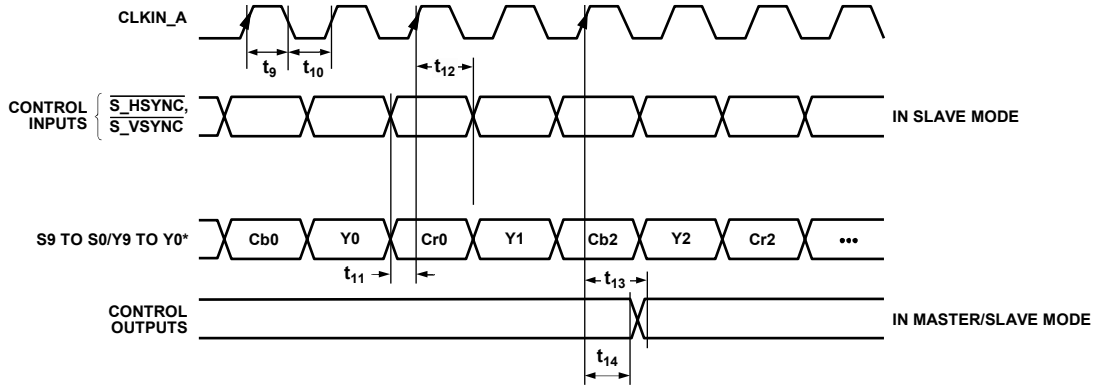 CLKIN_A
t9
t10
t12
CONTROL
INPUTS
S_HSYNC,
S_VSYNC
IN SLAVE MODE
S9 TO S0/Y9 TO Y0*
Cb0
Y0
Cr0
Y1
Cb2
Y2
Cr2
•••
t11
t13
CONTROL
OUTPUTS
IN MASTER/SLAVE MODE
t14